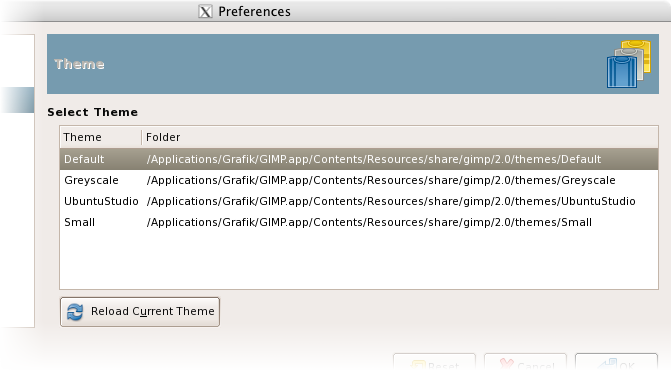 Preferences
Theme
Select Theme
Theme Folder
Default /Applications/Grafik/GIMP.app/Contents/Resources/share/gimp/2.0/themes/Default
Greyscale /Applications/Grafik/GIMP.app/Contents/Resources/share/gimp/2.0/themes/Greyscale
UbuntuStudio /Applications/Grafik/GIMP.app/Contents/Resources/share/gimp/2.0/themes/UbuntuStudio
Small /Applications/Grafik/GIMP.app/Contents/Resources/share/gimp/2.0/themes/Small
Reload Current Theme
Reset Cancel OK